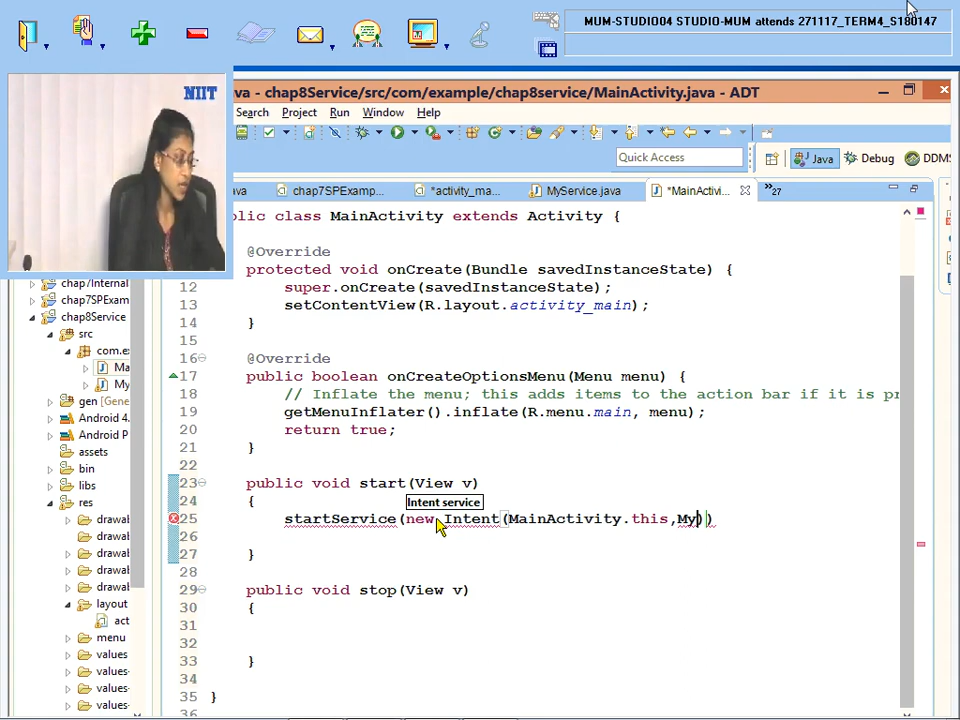 MUM-STUDIO04 STUDIO-MUM attends 271117_TERM4_S180147
NIIT
va - chap8Service/src/com/example/chap8service/MainActivity.java - ADT
Search Project Run Window Help
Quick Access
Java
Debug
DDMS
ava
chap7SPExamp...
*activity_ma...
MyService.java
*MainActivi...
27
blic class MainActivity extends Activity {
@Override
protected void onCreate(Bundle savedInstanceState) {
12 super.onCreate(savedInstanceState);
13 setContentView(R.layout.activity_main);
14 }
15
16 @Override
17 public boolean onCreateOptionsMenu(Menu menu) {
18 // Inflate the menu; this adds items to the action bar if it is pr
19 getMenuInflater().inflate(R.menu.main, menu);
20 return true;
21 }
22
23 public void start(View v)
24 {
Intent service
25 startService(new Intent(MainActivity.this,My))
26
27 }
28
29 public void stop(View v)
30 {
31
32
33 }
34
35 }
36
chap7Internal
chap7SPExam
chap8Service
src
com.ex
Ma
My
gen [Gene
Android 4.
Android P
assets
bin
libs
res
drawab
drawab
drawab
drawab
drawab
layout
act
menu
values
values-
values-
values-